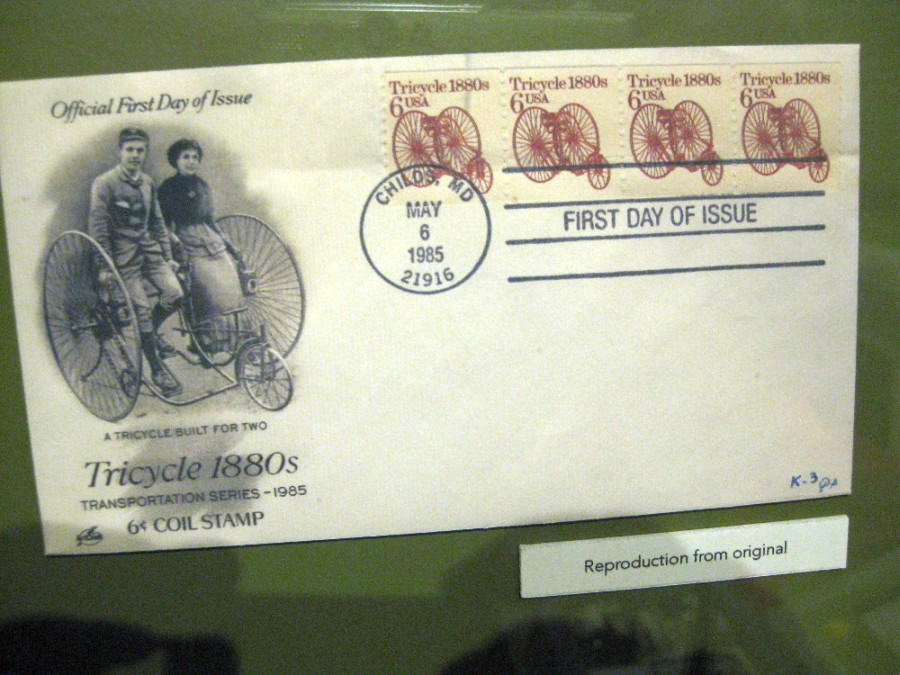 Official First Day of Issue
Tricycle 1880s
6 USA
Tricycle 1880s
6 USA
Tricycle 1880s
6 USA
Tricycle 1880s
6 USA
CHILDS, MD
MAY
6
1985
21916
FIRST DAY OF ISSUE
A TRICYCLE BUILT FOR TWO
Tricycle 1880s
TRANSPORTATION SERIES – 1985
6¢ COIL STAMP
K-3
Reproduction from original